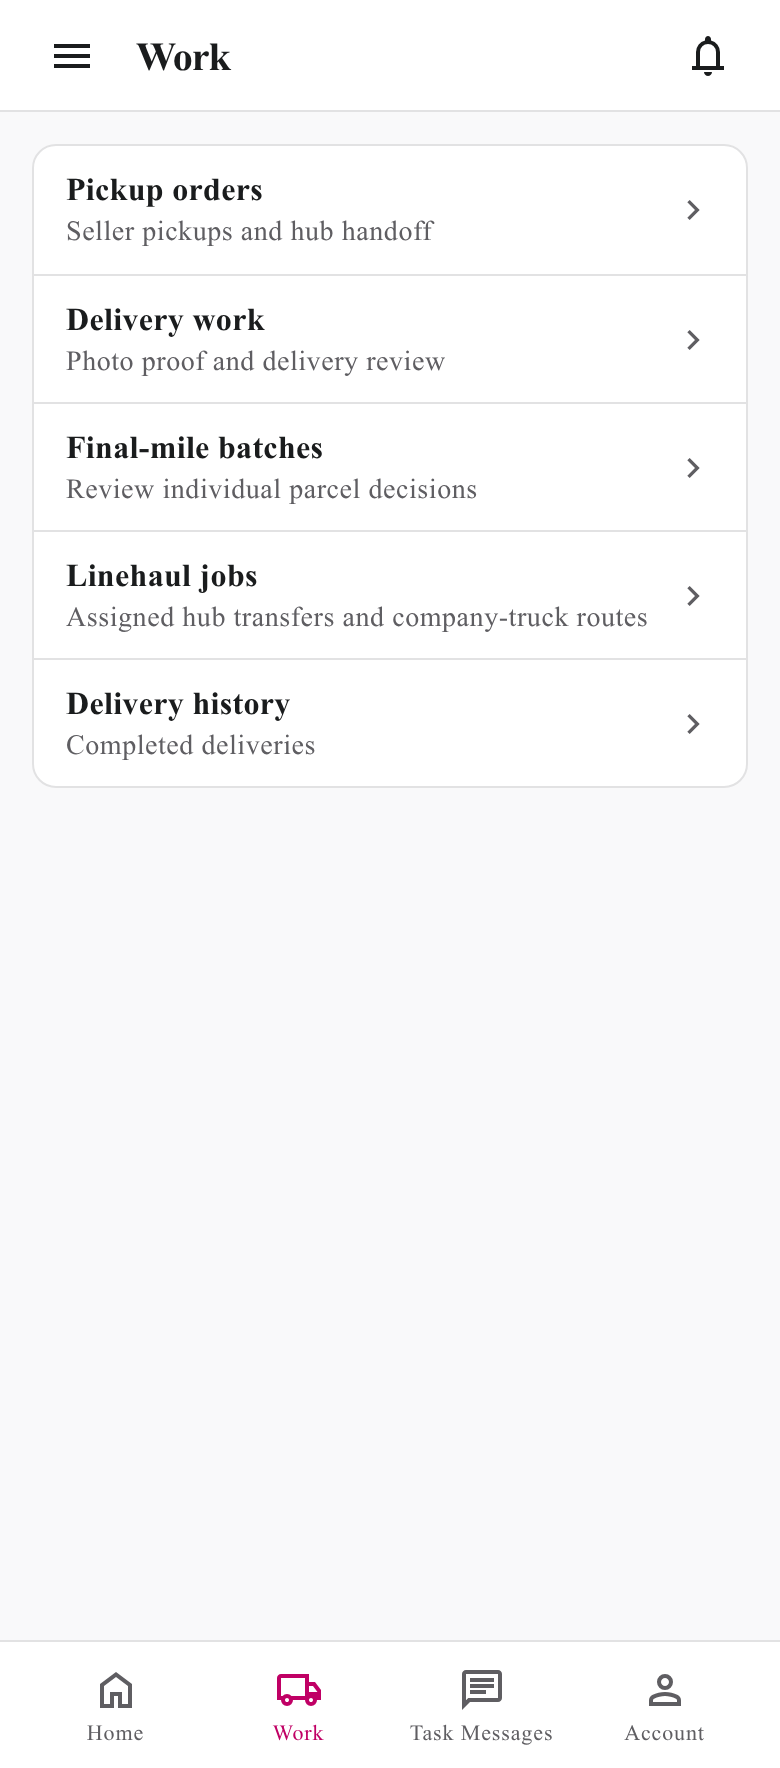 Work
Pickup orders
Seller pickups and hub handoff
Delivery work
Photo proof and delivery review
Final-mile batches
Review individual parcel decisions
Linehaul jobs
Assigned hub transfers and company-truck routes
Delivery history
Completed deliveries
Home
Work
Task Messages
Account